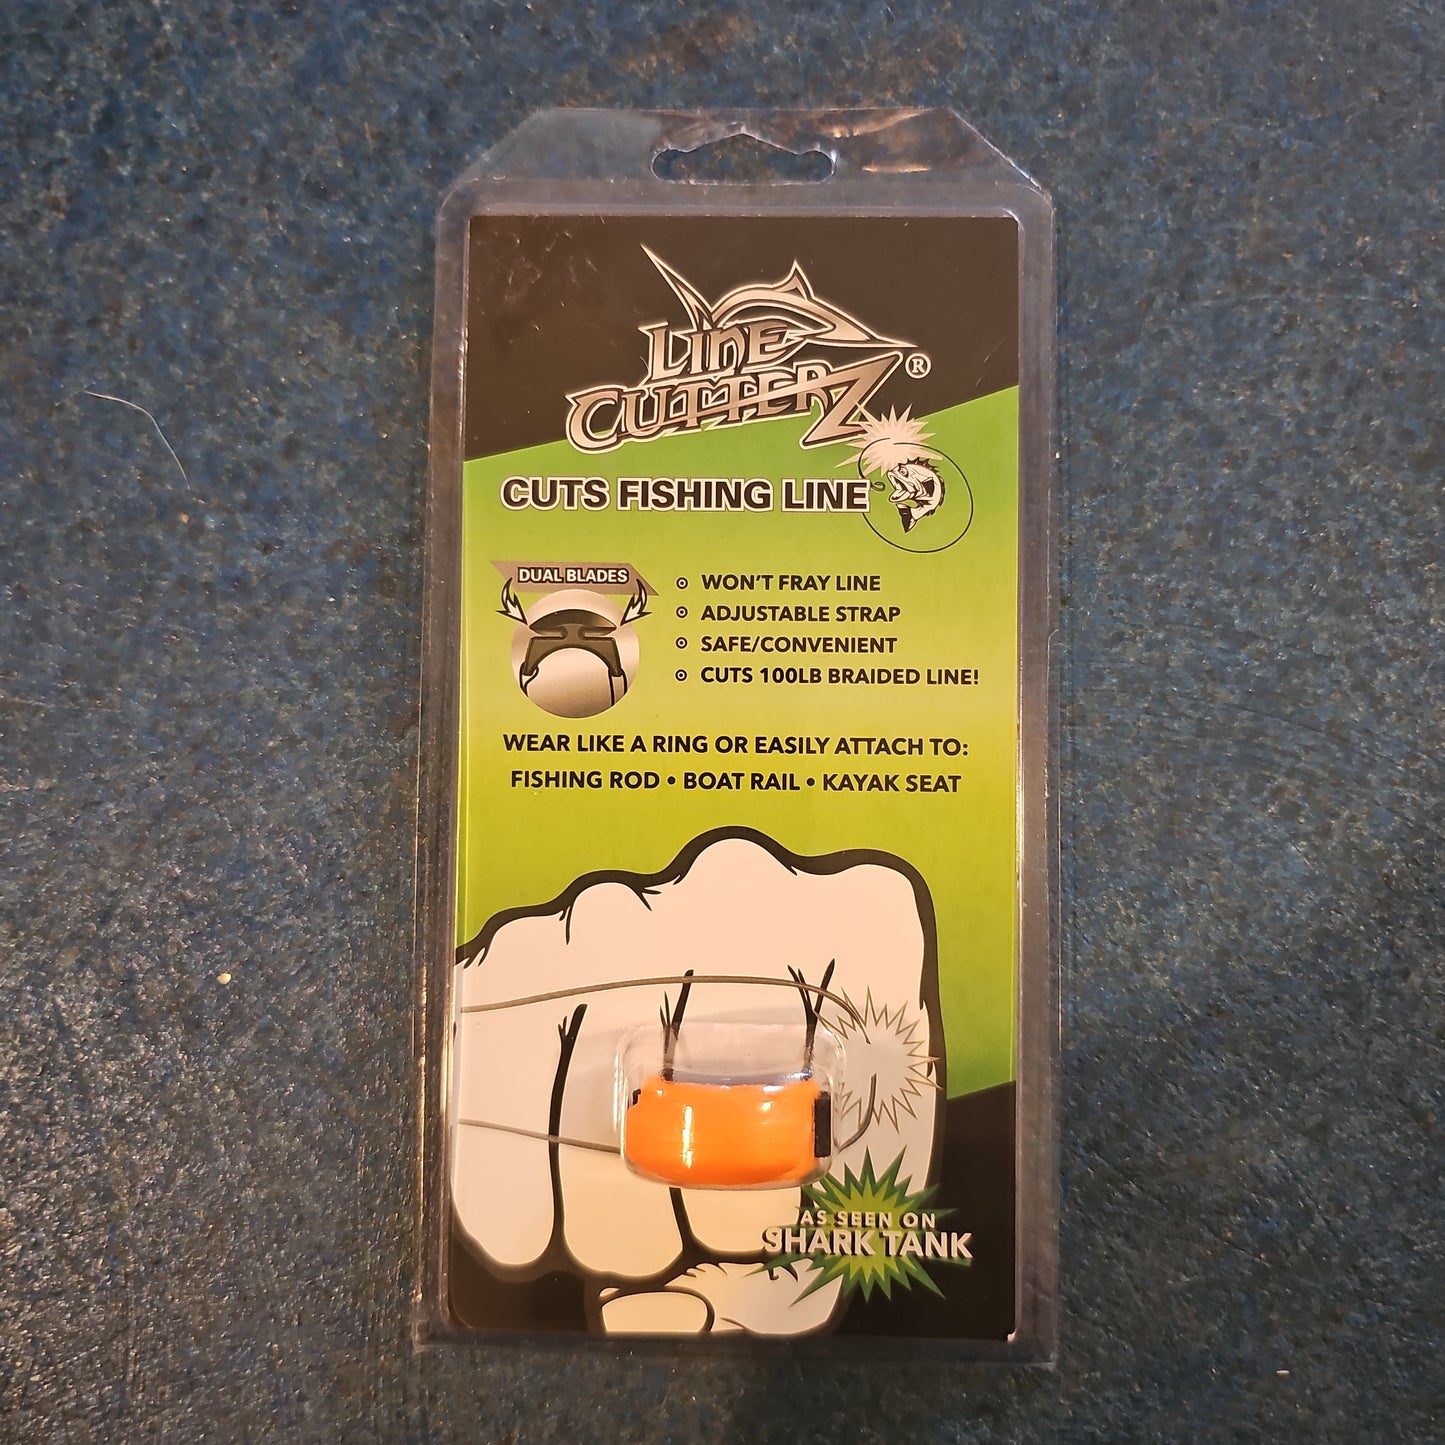 LINE
CUTTERZ®
CUTS FISHING LINE
DUAL BLADES
WON'T FRAY LINE
ADJUSTABLE STRAP
SAFE/CONVENIENT
CUTS 100LB BRAIDED LINE!
WEAR LIKE A RING OR EASILY ATTACH TO:
FISHING ROD • BOAT RAIL • KAYAK SEAT
AS SEEN ON
SHARK TANK